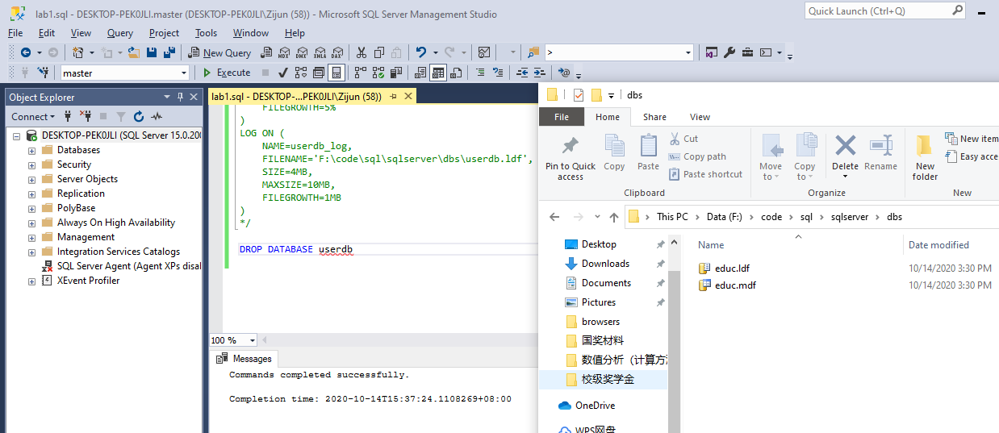 lab1.sql - DESKTOP-PEK0JLI.master (DESKTOP-PEK0JLI\Zijun (58)) - Microsoft SQL Server Management Studio
Quick Launch (Ctrl+Q)
File Edit View Query Project Tools Window Help
New Query MDX DMX XMLA DAX >
master Execute
Object Explorer
Connect
DESKTOP-PEK0JLI (SQL Server 15.0.200
Databases
Security
Server Objects
Replication
PolyBase
Always On High Availability
Management
Integration Services Catalogs
SQL Server Agent (Agent XPs disal
XEvent Profiler
lab1.sql - DESKTOP-...PEK0JLI\Zijun (58))
FILEGROWTH=5%
)
LOG ON (
NAME=userdb_log,
FILENAME='F:\code\sql\sqlserver\dbs\userdb.ldf',
SIZE=4MB,
MAXSIZE=10MB,
FILEGROWTH=1MB
)
*/
DROP DATABASE userdb
100 %
Messages
Commands completed successfully.
Completion time: 2020-10-14T15:37:24.1108269+08:00
dbs
File Home Share View
Pin to Quick access
Copy
Paste
Cut
Copy path
Paste shortcut
Clipboard
Move to
Copy to
Delete
Rename
Organize
New folder
New item
Easy acce
New
This PC > Data (F:) > code > sql > sqlserver > dbs
Desktop
Downloads
Documents
Pictures
browsers
国奖材料
数值分析（计算方法
校级奖学金
OneDrive
WPS网盘
Name Date modified
educ.ldf 10/14/2020 3:30 PM
educ.mdf 10/14/2020 3:30 PM